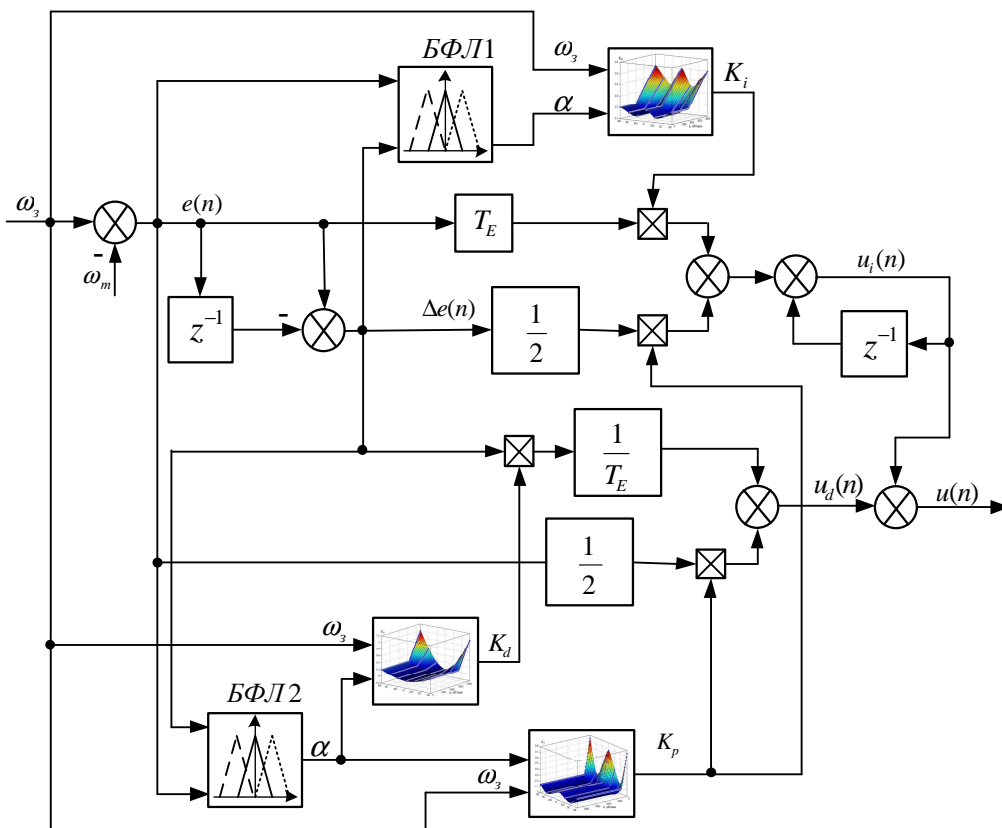 БФЛ1
ω_з
K_i
α
ω_з
e(n)
T_E
-
ω_m
u_i(n)
z^{-1}
-
Δe(n)
1/2
z^{-1}
1/T_E
u_d(n)
u(n)
1/2
ω_з
K_d
БФЛ2
α
K_p
ω_з